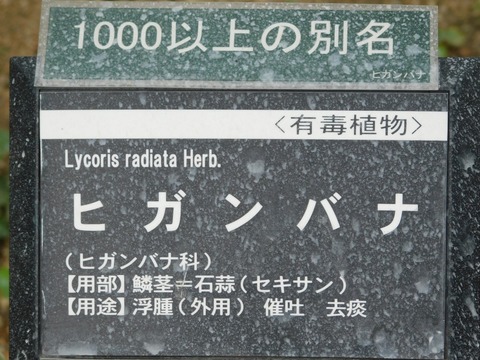 1000以上の別名
ヒガンバナ
<有毒植物>
Lycoris radiata Herb.
ヒガンバナ
(ヒガンバナ科)
【用部】鱗茎=石蒜(セキサン)
【用途】浮腫(外用) 催吐 去痰